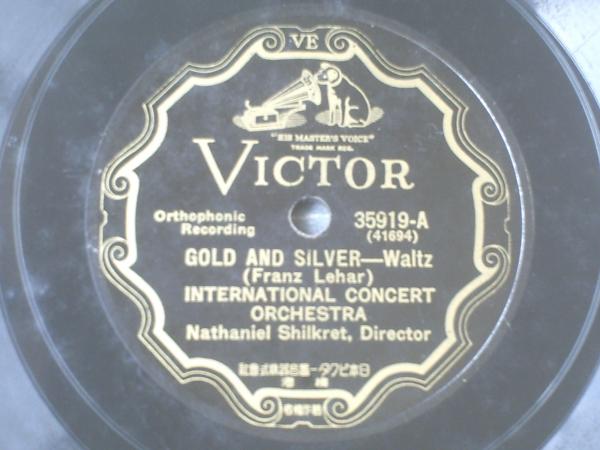 VE
"HIS MASTER'S VOICE"
TRADE MARK REG.
VICTOR
Orthophonic
Recording
35919-A
(41694)
GOLD AND SiLVER—Waltz
(Franz Lehar)
INTERNATIONAL CONCERT
ORCHESTRA
Nathaniel Shilkret, Director